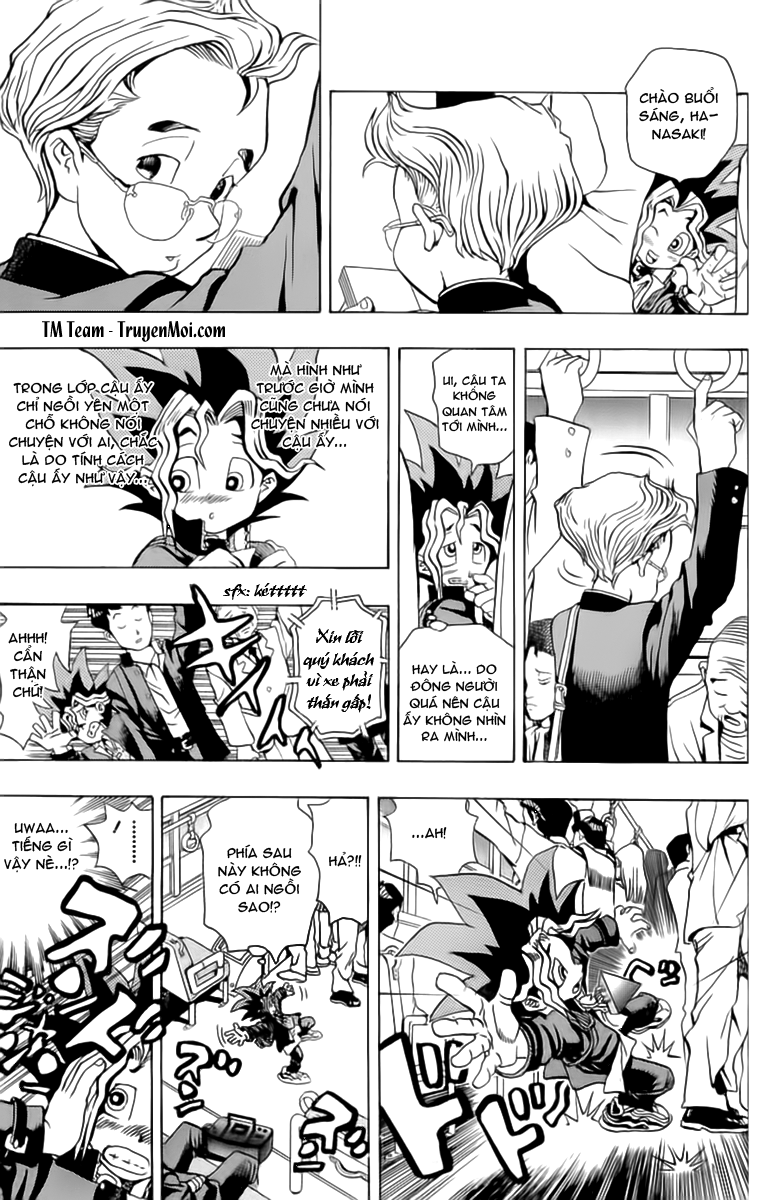 CHÀO BUỔI
SÁNG, HA-
NASAKI!
TM Team - TruyenMoi.com
UI, CẬU TA
KHÔNG
QUAN TÂM
TỚI MÌNH...
HAY LÀ... DO
ĐÔNG NGƯỜI
QUÁ NÊN CẬU
ẤY KHÔNG NHÌN
RA MÌNH...
MÀ HÌNH NHƯ
TRƯỚC GIỜ MÌNH
CŨNG CHƯA NÓI
CHUYỆN NHIỀU VỚI
CẬU ẤY...
TRONG LỚP CẬU ẤY
CHỈ NGỒI YÊN MỘT
CHỖ KHÔNG NÓI
CHUYỆN VỚI AI, CHẮC
LÀ DO TÍNH CÁCH
CẬU ẤY NHƯ VẬY...
sfx: kéttttt
Xin lỗi
quý khách
vì xe phải
thắng gấp!
AHHH!
CẨN
THẬN
CHỨ!
...AH!
ドドッ
HẢ?!!
PHÍA SAU
NÀY KHÔNG
CÓ AI NGỒI
SAO!?
UWAA...
TIẾNG GÌ
VẬY NÈ...!?